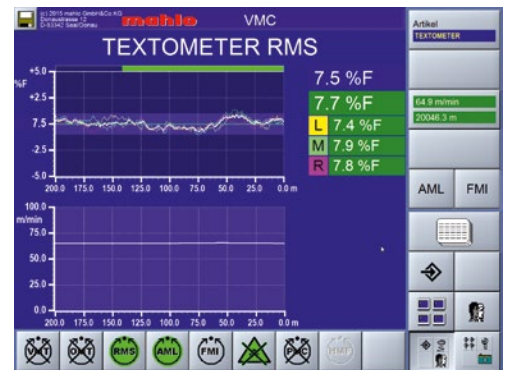 (c) 2015 mahlo GmbH&Co KG
Donaustrasse 12
D-93342 Saal/Donau
mahlo
VMC
TEXTOMETER RMS
Artikel
TEXTOMETER
+5.0
%F
+2.5
7.5
-2.5
-5.0
200.0 175.0 150.0 125.0 100.0 75.0 50.0 25.0 0.0 m
7.5 %F
7.7 %F
L 7.4 %F
M 7.9 %F
R 7.8 %F
64.9 m/min
20046.3 m
AML FMI
100.0
m/min
75.0
50.0
25.0
0.0
200.0 175.0 150.0 125.0 100.0 75.0 50.0 25.0 0.0 m
RMS
AML
FMI
PMC
HMF